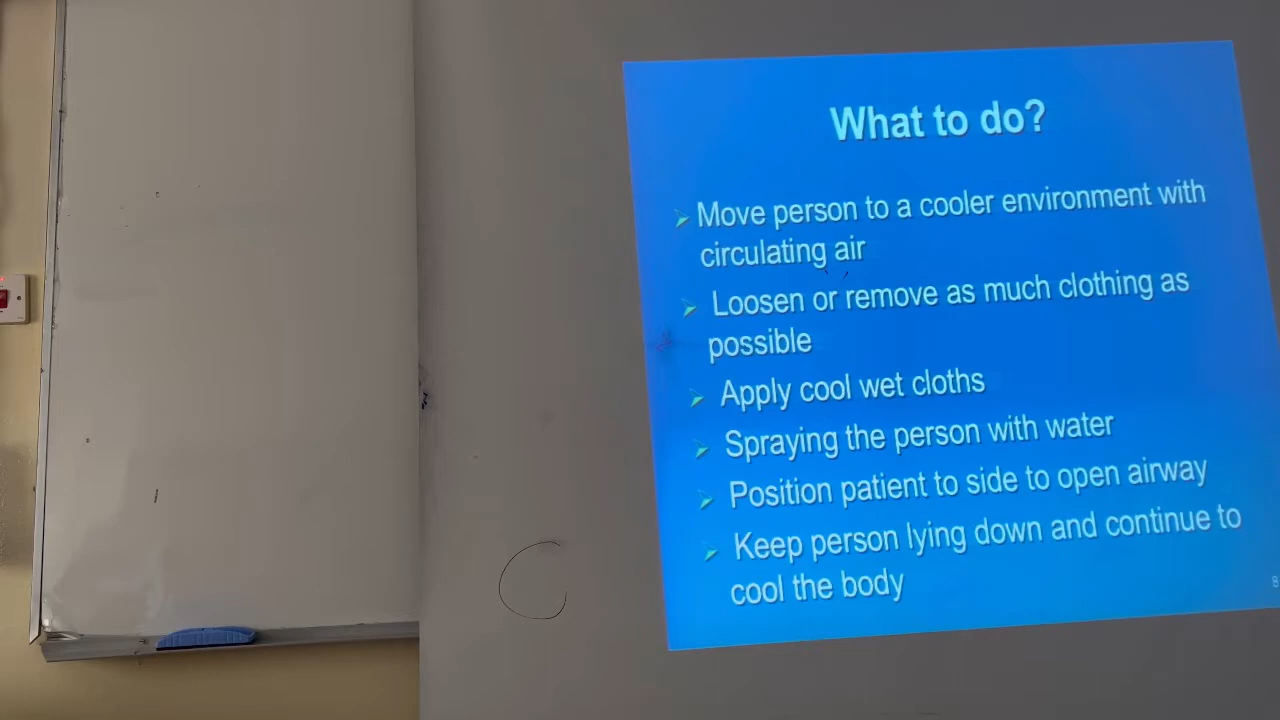 What to do?
Move person to a cooler environment with
circulating air
Loosen or remove as much clothing as
possible
Apply cool wet cloths
Spraying the person with water
Position patient to side to open airway
Keep person lying down and continue to
cool the body
8